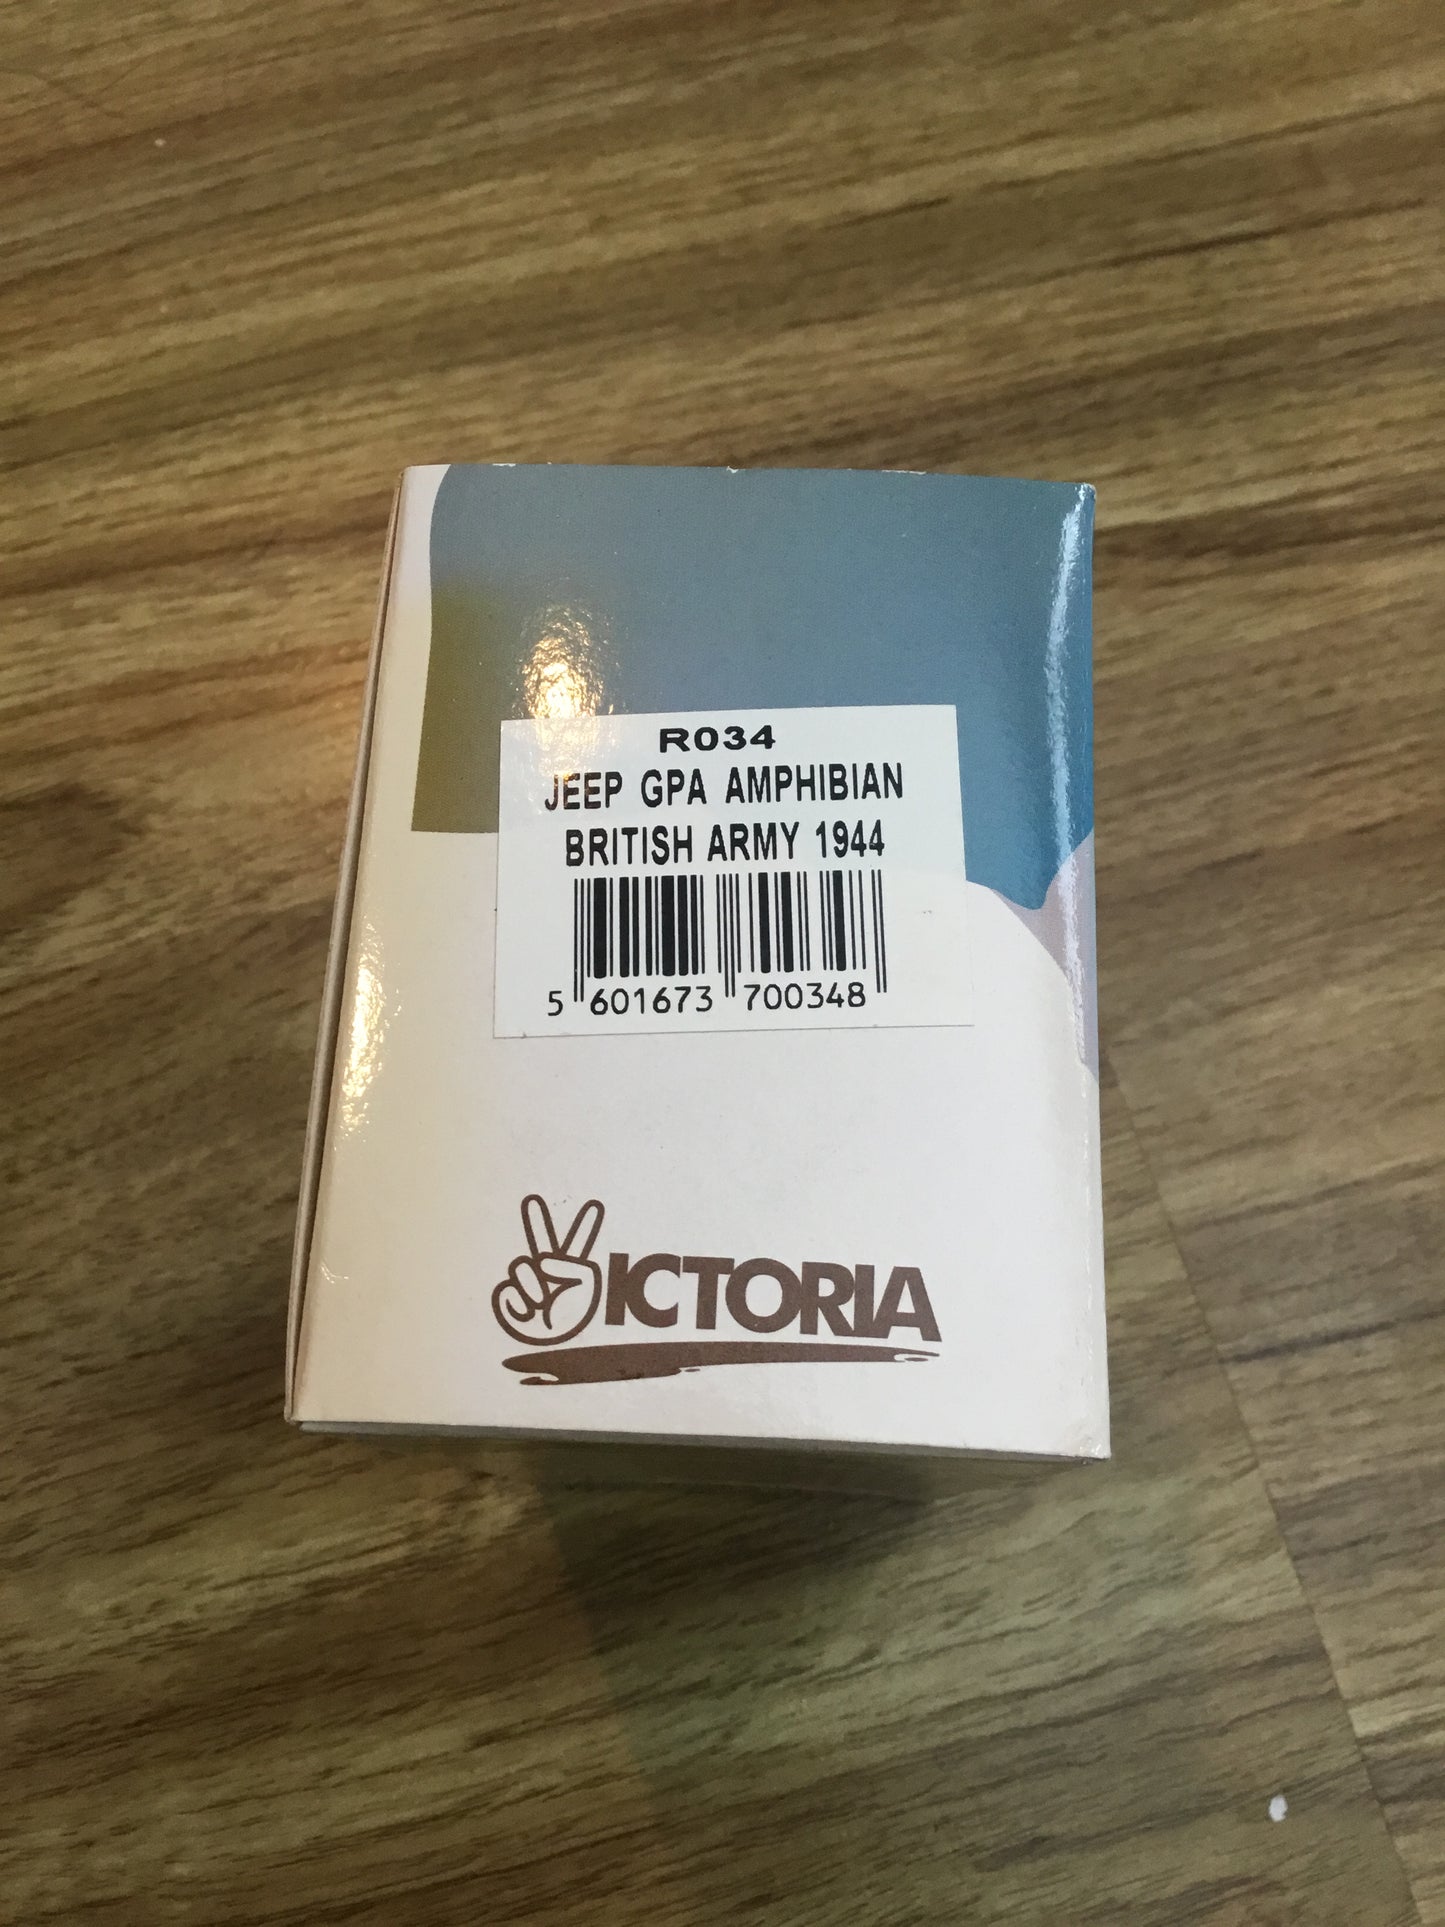 R034
JEEP GPA AMPHIBIAN
BRITISH ARMY 1944
5 601673 700348
VICTORIA